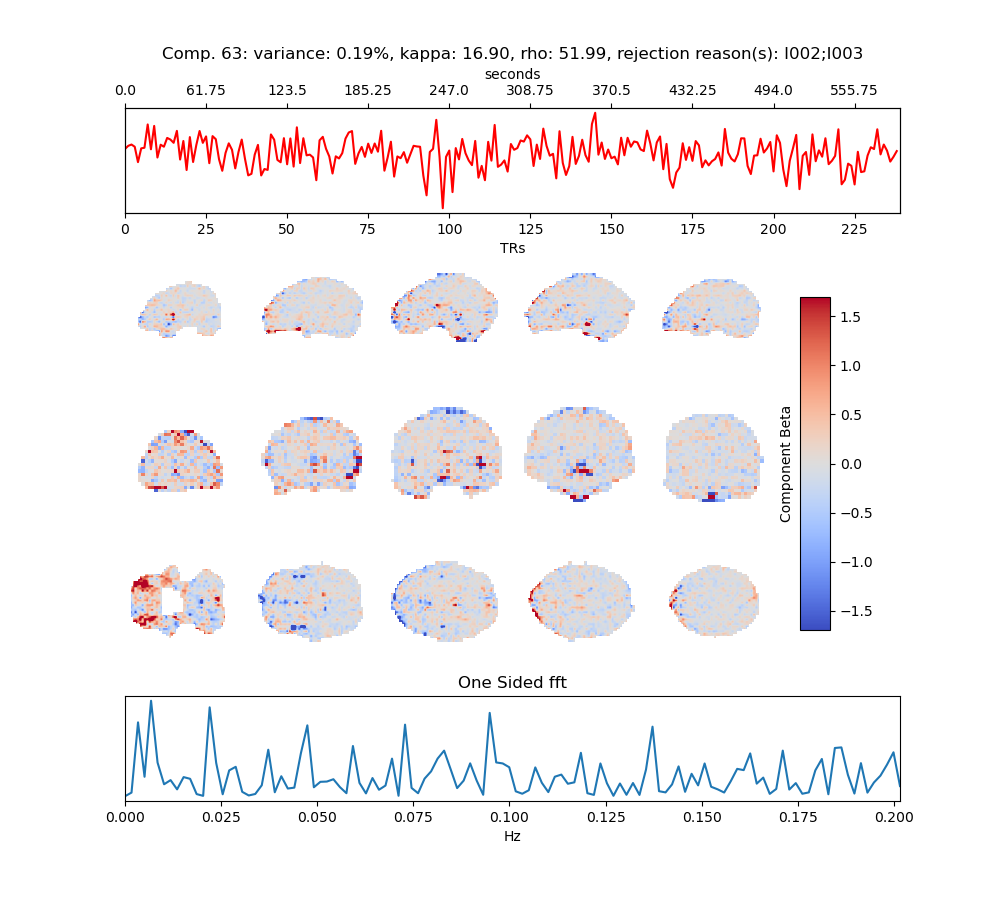 Comp. 63: variance: 0.19%, kappa: 16.90, rho: 51.99, rejection reason(s): I002;I003
seconds
0.0 61.75 123.5 185.25 247.0 308.75 370.5 432.25 494.0 555.75
0 25 50 75 100 125 150 175 200 225
TRs
1.5
1.0
0.5
0.0
−0.5
−1.0
−1.5
Component Beta
One Sided fft
0.000 0.025 0.050 0.075 0.100 0.125 0.150 0.175 0.200
Hz